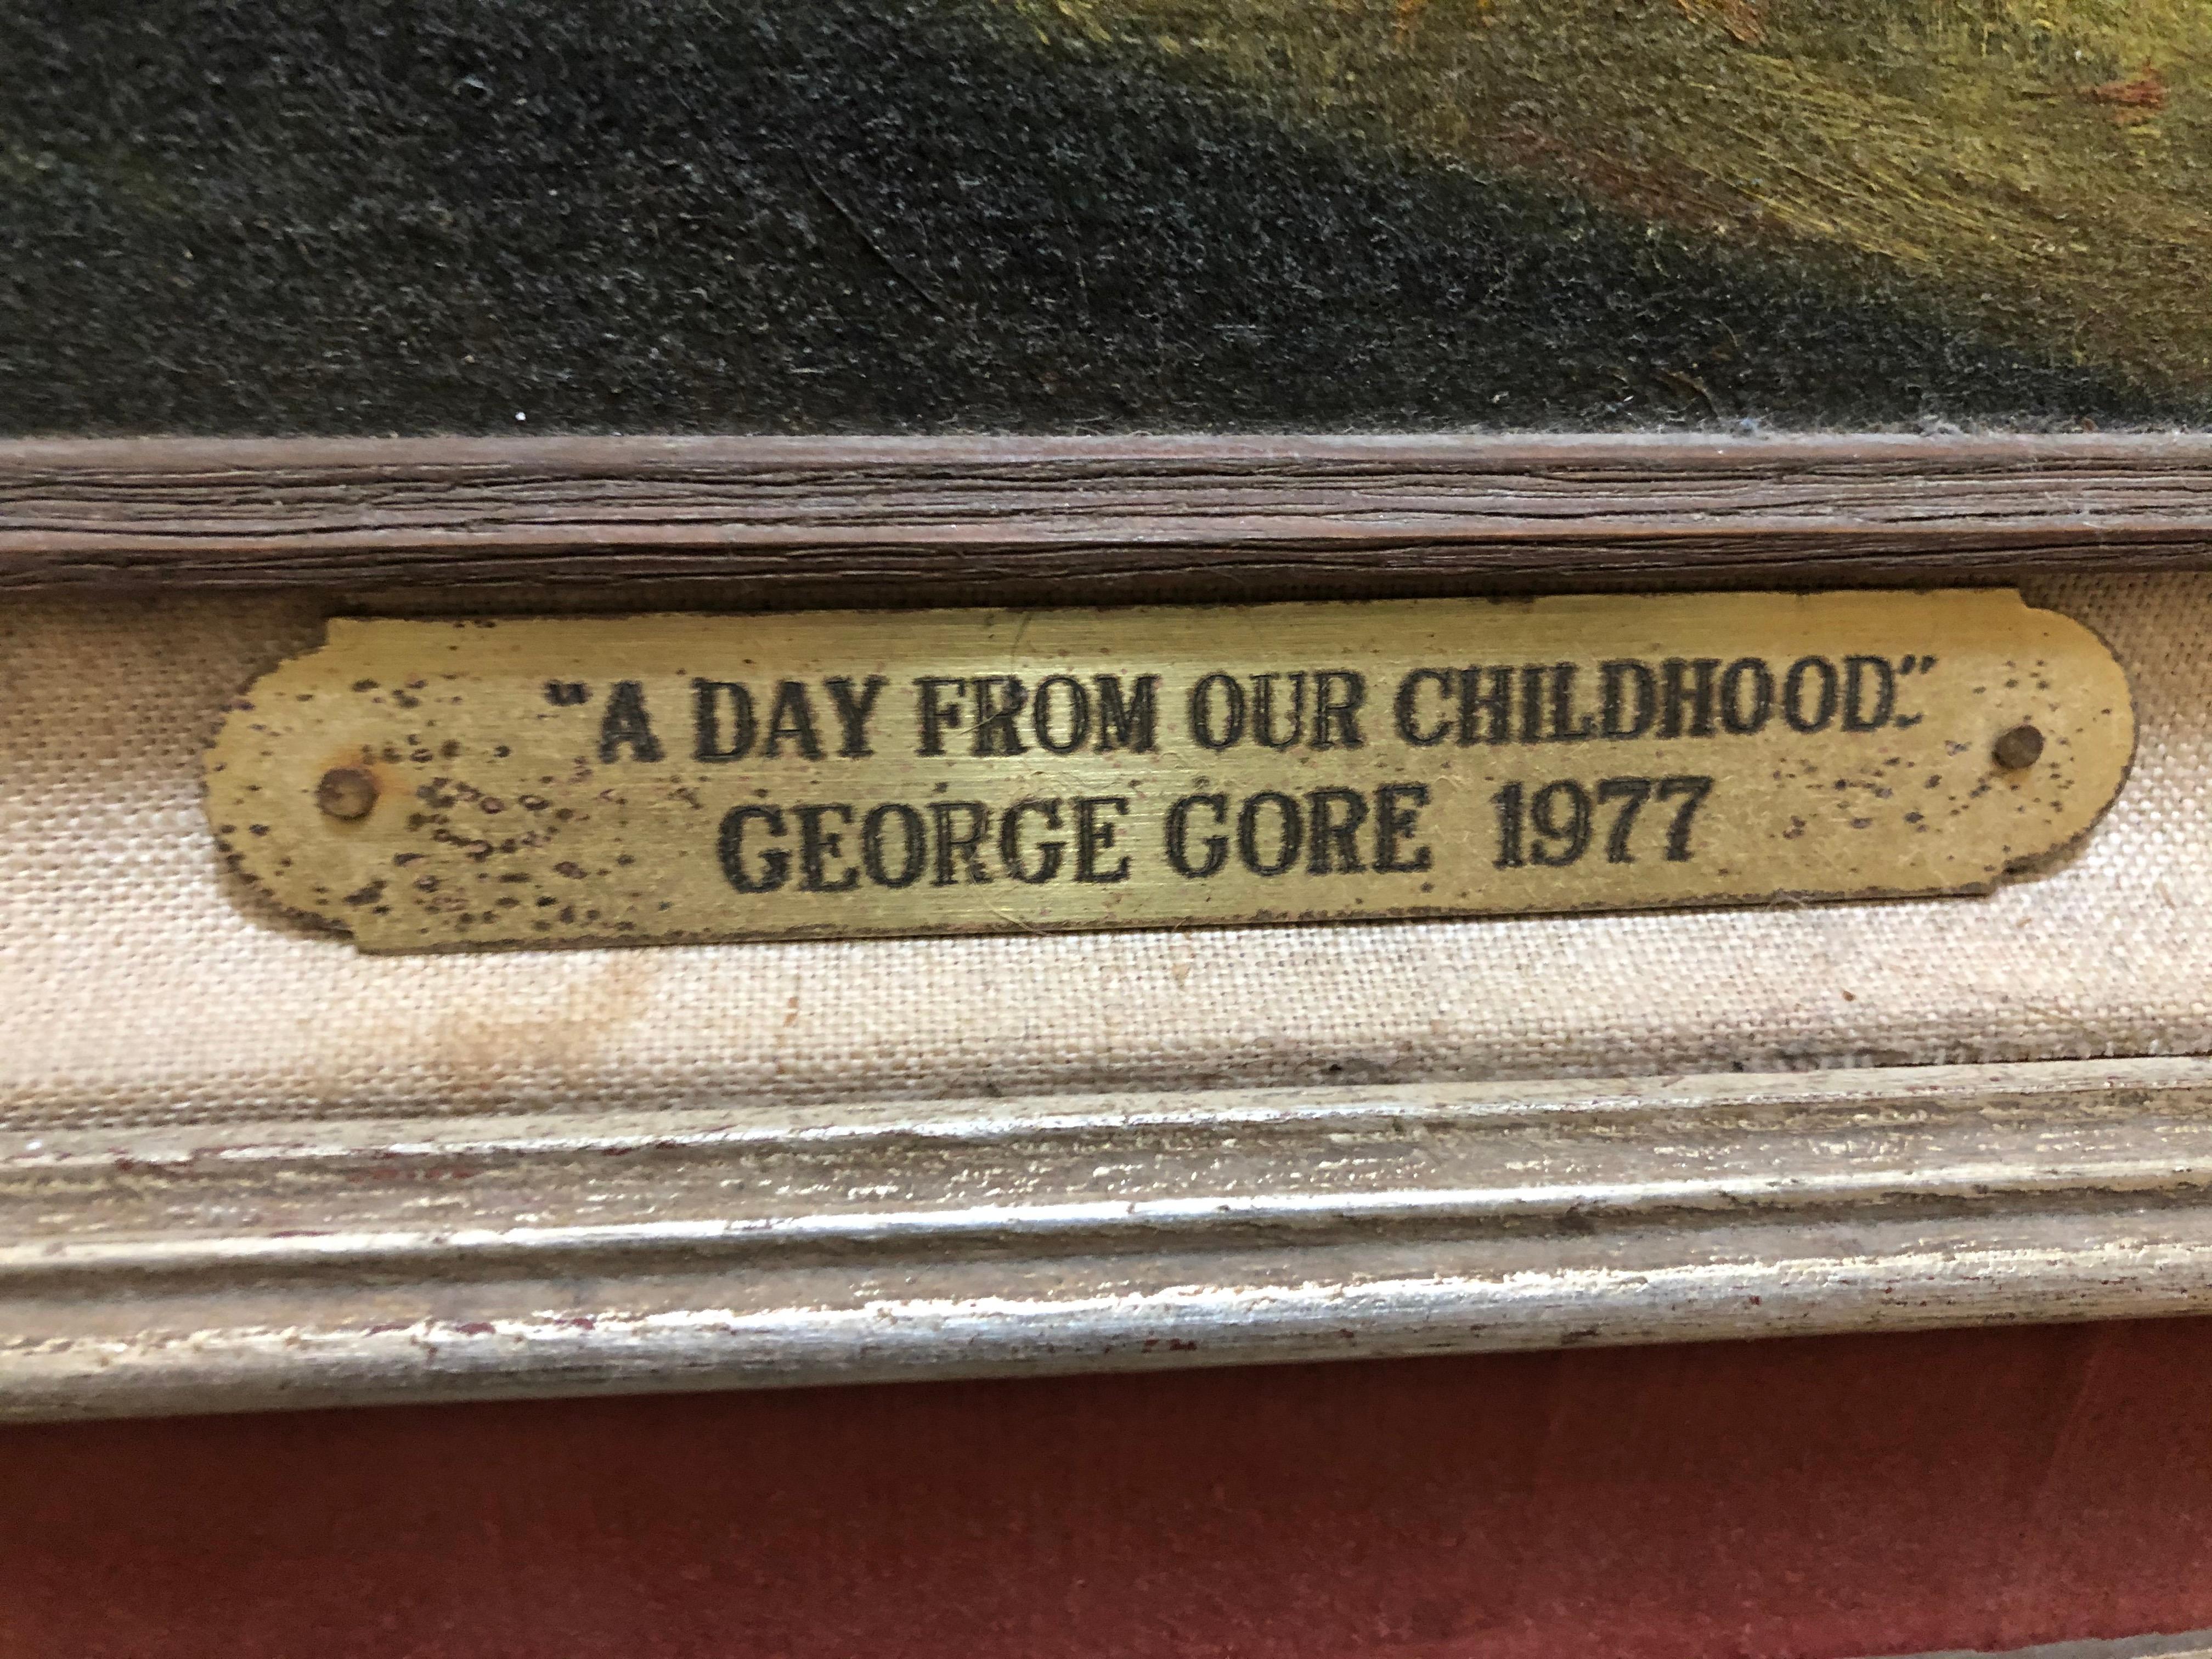 "A DAY FROM OUR CHILDHOOD."
GEORGE GORE 1977